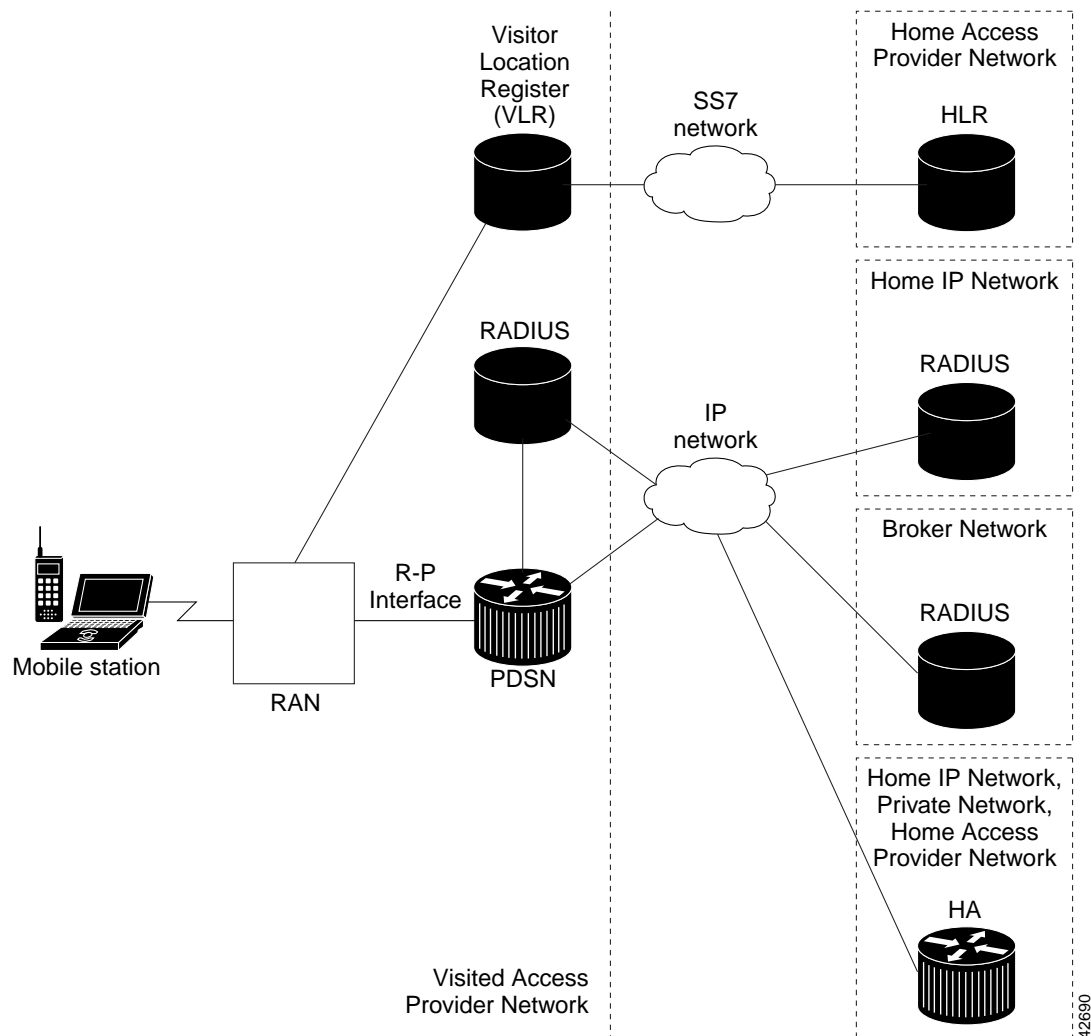 Visitor
Location
Register
(VLR)
SS7
network
Home Access
Provider Network
HLR
Home IP Network
RADIUS
RADIUS
IP
network
Broker Network
RADIUS
R-P
Interface
Mobile station
RAN
PDSN
Home IP Network,
Private Network,
Home Access
Provider Network
HA
Visited Access
Provider Network
42690